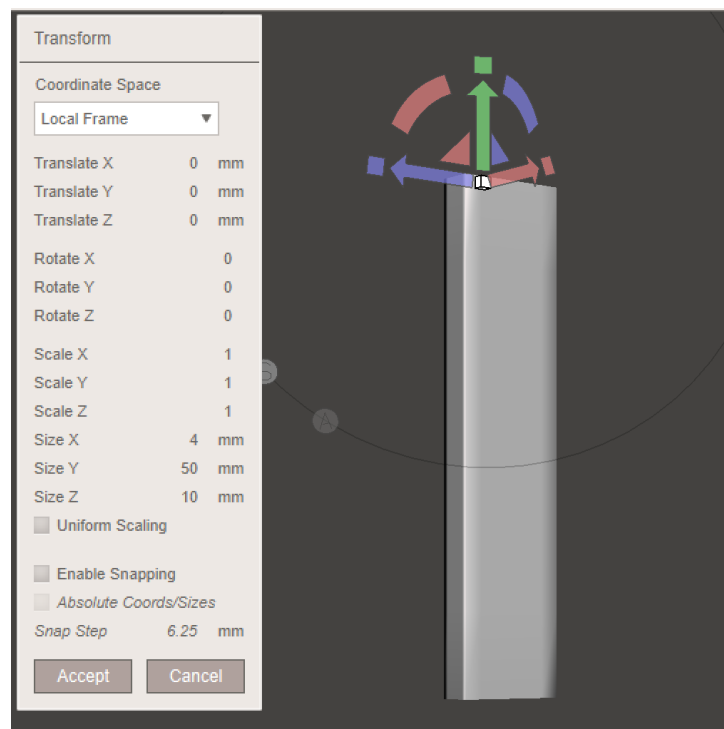 Transform
Coordinate Space
Local Frame
Translate X 0 mm
Translate Y 0 mm
Translate Z 0 mm
Rotate X 0
Rotate Y 0
Rotate Z 0
Scale X 1
Scale Y 1
Scale Z 1
Size X 4 mm
Size Y 50 mm
Size Z 10 mm
Uniform Scaling
Enable Snapping
Absolute Coords/Sizes
Snap Step 6.25 mm
Accept Cancel
A